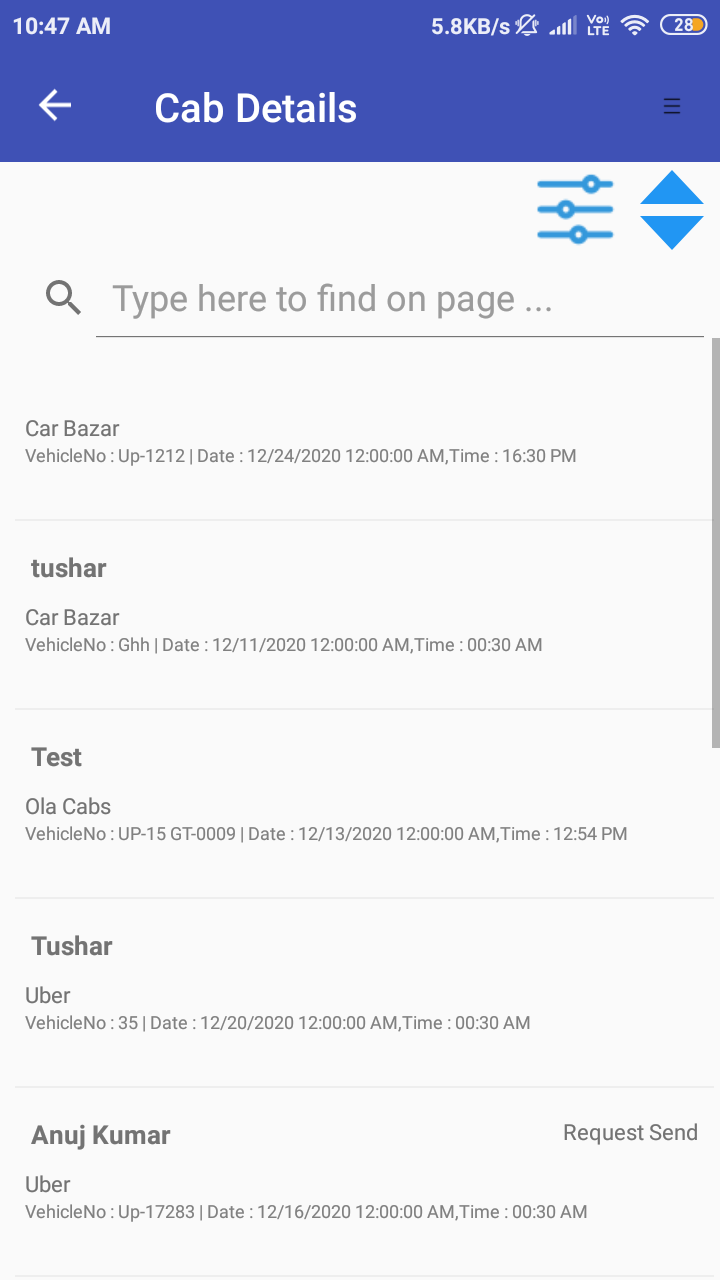 10:47 AM 5.8KB/s Vo) LTE 28
Cab Details
Type here to find on page ...
Car Bazar
VehicleNo : Up-1212 | Date : 12/24/2020 12:00:00 AM,Time : 16:30 PM
tushar
Car Bazar
VehicleNo : Ghh | Date : 12/11/2020 12:00:00 AM,Time : 00:30 AM
Test
Ola Cabs
VehicleNo : UP-15 GT-0009 | Date : 12/13/2020 12:00:00 AM,Time : 12:54 PM
Tushar
Uber
VehicleNo : 35 | Date : 12/20/2020 12:00:00 AM,Time : 00:30 AM
Anuj Kumar Request Send
Uber
VehicleNo : Up-17283 | Date : 12/16/2020 12:00:00 AM,Time : 00:30 AM